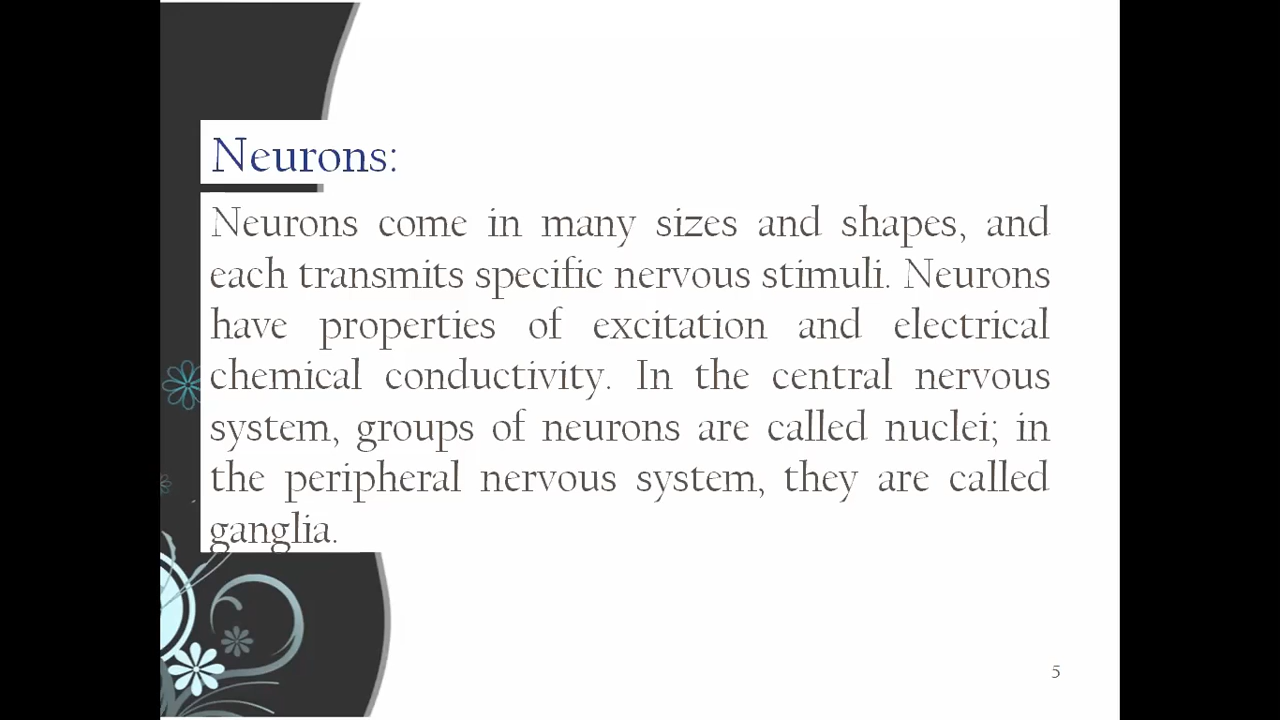 Neurons:
Neurons come in many sizes and shapes, and
each transmits specific nervous stimuli. Neurons
have properties of excitation and electrical
chemical conductivity. In the central nervous
system, groups of neurons are called nuclei; in
the peripheral nervous system, they are called
ganglia.
5